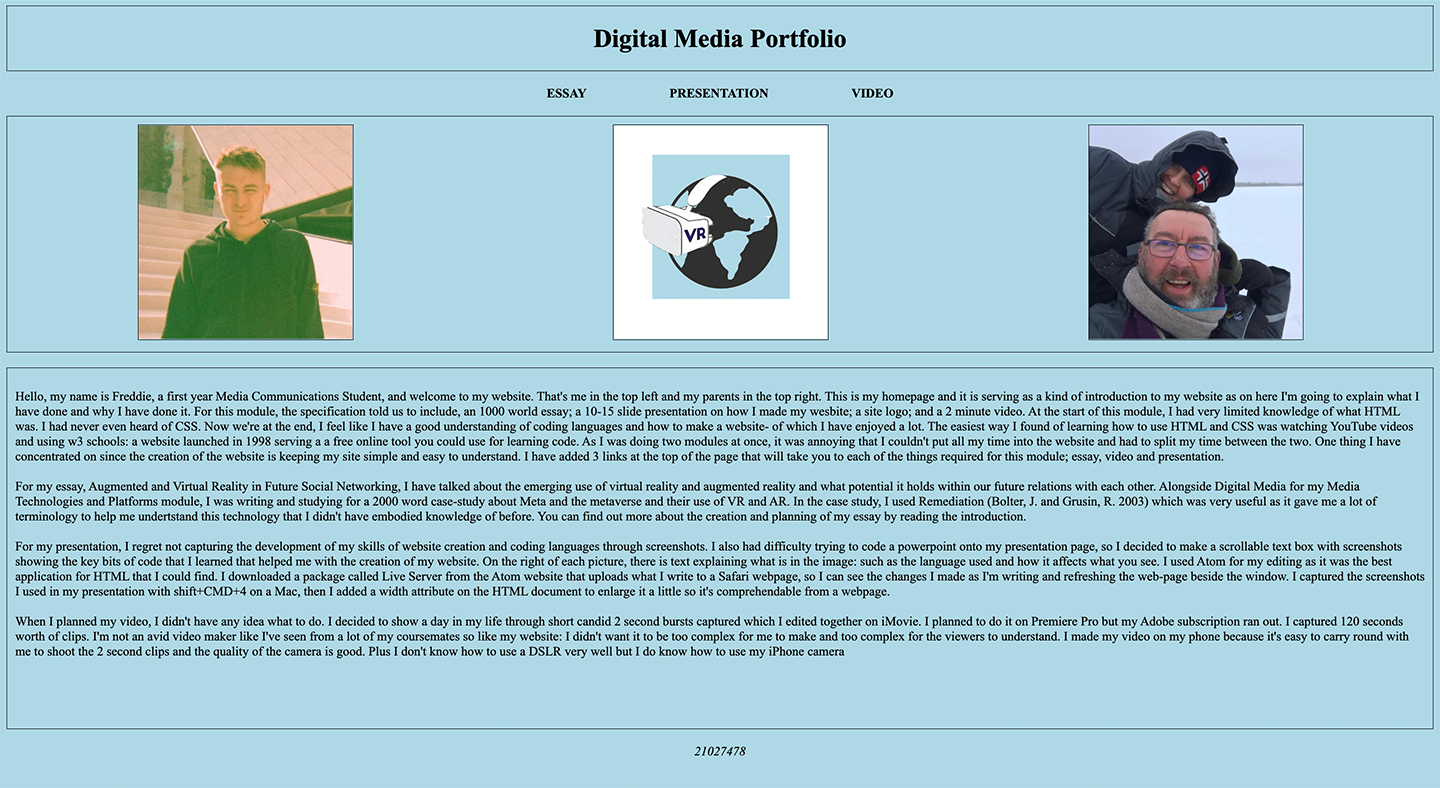 Digital Media Portfolio
ESSAY PRESENTATION VIDEO
VR
Hello, my name is Freddie, a first year Media Communications Student, and welcome to my website. That's me in the top left and my parents in the top right. This is my homepage and it is serving as a kind of introduction to my website as on here I'm going to explain what I
have done and why I have done it. For this module, the specification told us to include, an 1000 world essay; a 10-15 slide presentation on how I made my wesbite; a site logo; and a 2 minute video. At the start of this module, I had very limited knowledge of what HTML
was. I had never even heard of CSS. Now we're at the end, I feel like I have a good understanding of coding languages and how to make a website- of which I have enjoyed a lot. The easiest way I found of learning how to use HTML and CSS was watching YouTube videos
and using w3 schools: a website launched in 1998 serving a a free online tool you could use for learning code. As I was doing two modules at once, it was annoying that I couldn't put all my time into the website and had to split my time between the two. One thing I have
concentrated on since the creation of the website is keeping my site simple and easy to understand. I have added 3 links at the top of the page that will take you to each of the things required for this module; essay, video and presentation.
For my essay, Augmented and Virtual Reality in Future Social Networking, I have talked about the emerging use of virtual reality and augmented reality and what potential it holds within our future relations with each other. Alongside Digital Media for my Media
Technologies and Platforms module, I was writing and studying for a 2000 word case-study about Meta and the metaverse and their use of VR and AR. In the case study, I used Remediation (Bolter, J. and Grusin, R. 2003) which was very useful as it gave me a lot of
terminology to help me undertstand this technology that I didn't have embodied knowledge of before. You can find out more about the creation and planning of my essay by reading the introduction.
For my presentation, I regret not capturing the development of my skills of website creation and coding languages through screenshots. I also had difficulty trying to code a powerpoint onto my presentation page, so I decided to make a scrollable text box with screenshots
showing the key bits of code that I learned that helped me with the creation of my website. On the right of each picture, there is text explaining what is in the image: such as the language used and how it affects what you see. I used Atom for my editing as it was the best
application for HTML that I could find. I downloaded a package called Live Server from the Atom website that uploads what I write to a Safari webpage, so I can see the changes I made as I'm writing and refreshing the web-page beside the window. I captured the screenshots
I used in my presentation with shift+CMD+4 on a Mac, then I added a width attribute on the HTML document to enlarge it a little so it's comprehendable from a webpage.
When I planned my video, I didn't have any idea what to do. I decided to show a day in my life through short candid 2 second bursts captured which I edited together on iMovie. I planned to do it on Premiere Pro but my Adobe subscription ran out. I captured 120 seconds
worth of clips. I'm not an avid video maker like I've seen from a lot of my coursemates so like my website: I didn't want it to be too complex for me to make and too complex for the viewers to understand. I made my video on my phone because it's easy to carry round with
me to shoot the 2 second clips and the quality of the camera is good. Plus I don't know how to use a DSLR very well but I do know how to use my iPhone camera
21027478